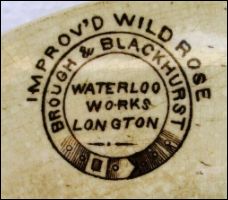 IMPROV'D WILD ROSE
BROUGH & BLACKHURST
WATERLOO
WORKS
LONGTON